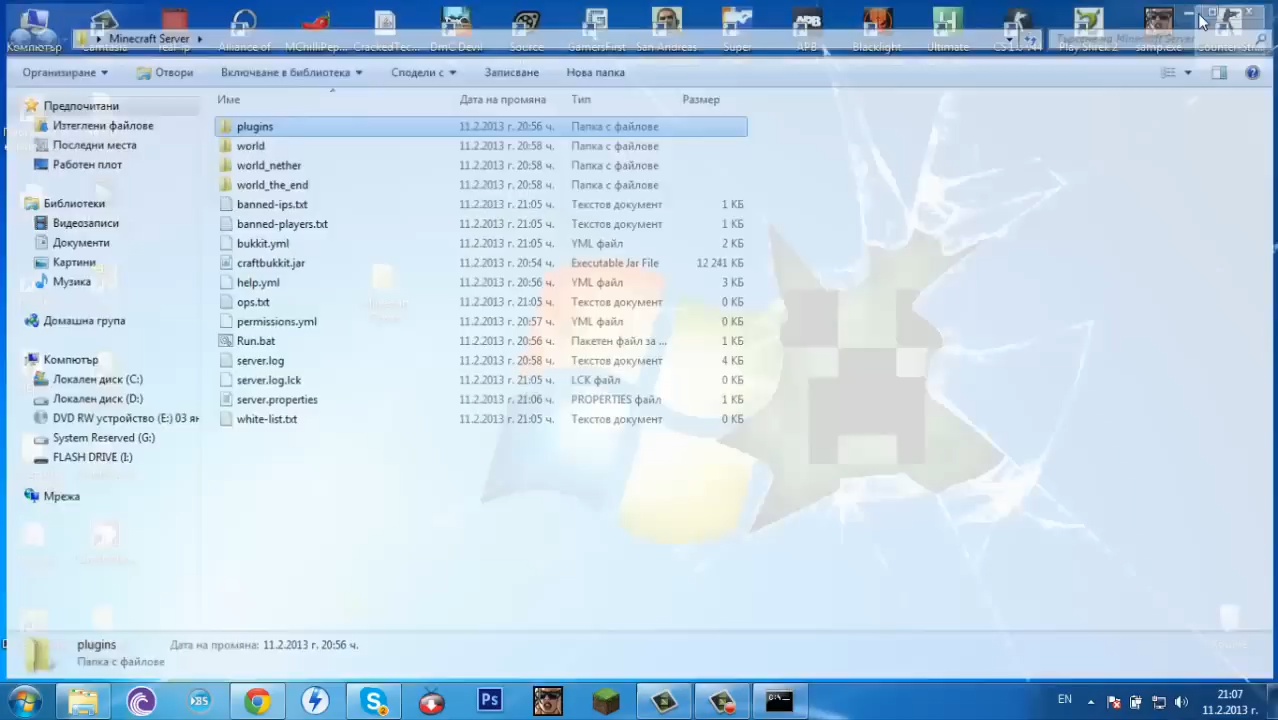 Компютър Camtasia Alliance of MChilliPep... CrackedTec... DmC.Devil Source GamersFirst San Andreas Super APB Blacklight Ultimate CS 1.6 v44 Play Shrek 2 samp.exe Counter-Stri...
Minecraft Server
Търсене на Minecraft Server
Организиране Отвори Включване в библиотека Сподели с Записване Нова папка
Име Дата на промяна Тип Размер
Предпочитани
Изтеглени файлове
Последни места
Работен плот
Библиотеки
Видеозаписи
Документи
Картини
Музика
Домашна група
Компютър
Локален диск (C:)
Локален диск (D:)
DVD RW устройство (E:) 03 ян
System Reserved (G:)
FLASH DRIVE (I:)
Мрежа
plugins 11.2.2013 г. 20:56 ч. Папка с файлове
world 11.2.2013 г. 20:58 ч. Папка с файлове
world_nether 11.2.2013 г. 20:58 ч. Папка с файлове
world_the_end 11.2.2013 г. 20:58 ч. Папка с файлове
banned-ips.txt 11.2.2013 г. 21:05 ч. Текстов документ 1 КБ
banned-players.txt 11.2.2013 г. 21:05 ч. Текстов документ 1 КБ
bukkit.yml 11.2.2013 г. 21:05 ч. YML файл 2 КБ
craftbukkit.jar 11.2.2013 г. 20:54 ч. Executable Jar File 12 241 КБ
help.yml 11.2.2013 г. 20:56 ч. YML файл 3 КБ
ops.txt 11.2.2013 г. 21:05 ч. Текстов документ 0 КБ
permissions.yml 11.2.2013 г. 20:57 ч. YML файл 0 КБ
Run.bat 11.2.2013 г. 20:56 ч. Пакетен файл за ... 1 КБ
server.log 11.2.2013 г. 20:58 ч. Текстов документ 4 КБ
server.log.lck 11.2.2013 г. 21:05 ч. LCK файл 0 КБ
server.properties 11.2.2013 г. 21:06 ч. PROPERTIES файл 1 КБ
white-list.txt 11.2.2013 г. 21:05 ч. Текстов документ 0 КБ
plugins Дата на промяна: 11.2.2013 г. 20:56 ч.
Папка с файлове
Ps
EN
21:07
11.2.2013 г.